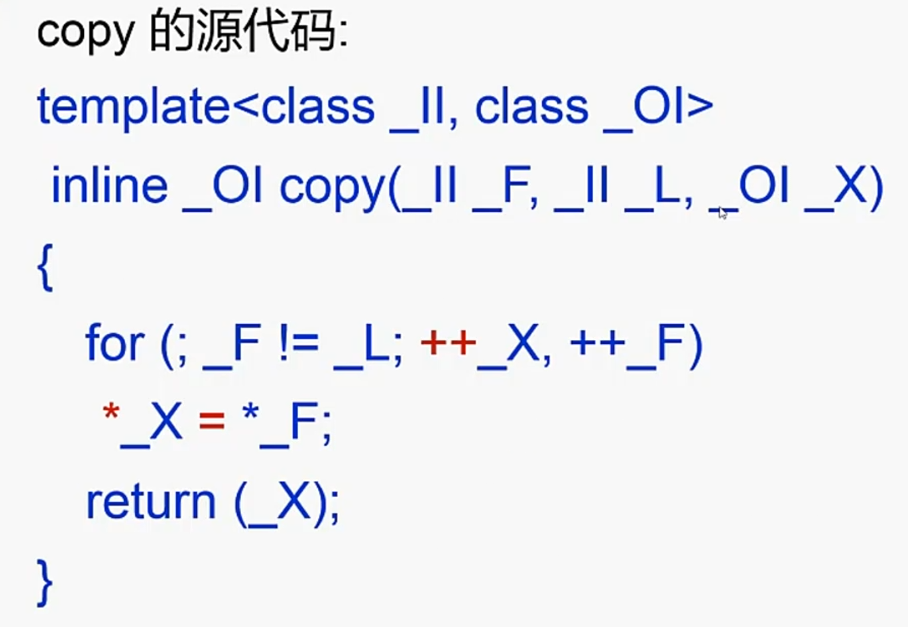 copy 的源代码:
template<class _II, class _OI>
inline _OI copy(_II _F, _II _L, _OI _X)
{
for (; _F != _L; ++_X, ++_F)
*_X = *_F;
return (_X);
}